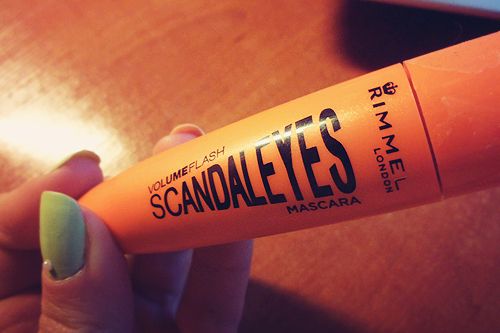 VOLUMEFLASH
SCANDALEYES
MASCARA
RIMMEL
LONDON